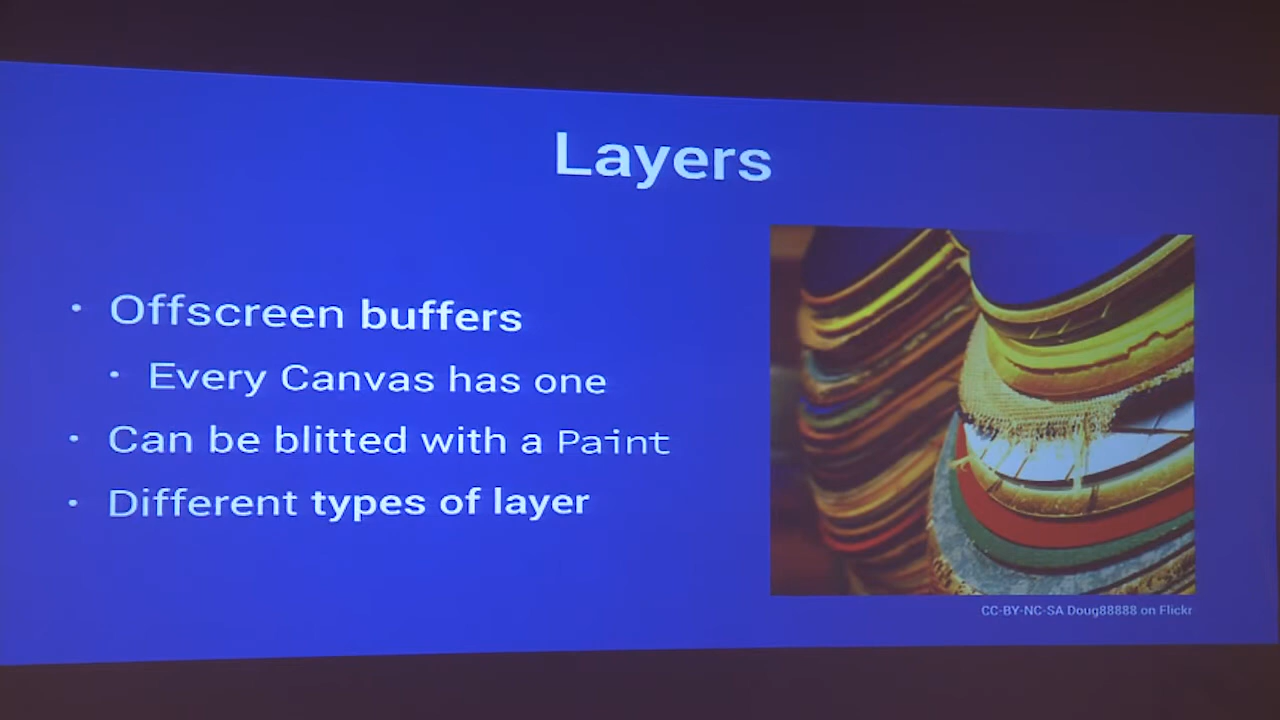 Layers
• Offscreen buffers
• Every Canvas has one
• Can be blitted with a Paint
• Different types of layer
CC-BY-NC-SA Doug88888 on Flickr